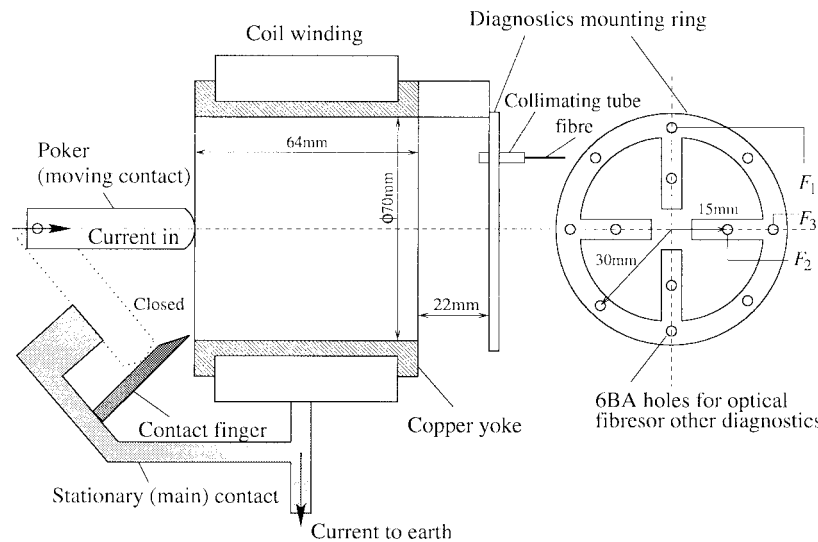 Diagnostics mounting ring
Coil winding
Collimating tube
fibre
64mm
Poker
(moving contact)
ϕ70mm
F1
15mm
F3
Current in
F2
30mm
Closed
22mm
6BA holes for optical
fibresor other diagnostics
Contact finger
Copper yoke
Stationary (main) contact
Current to earth